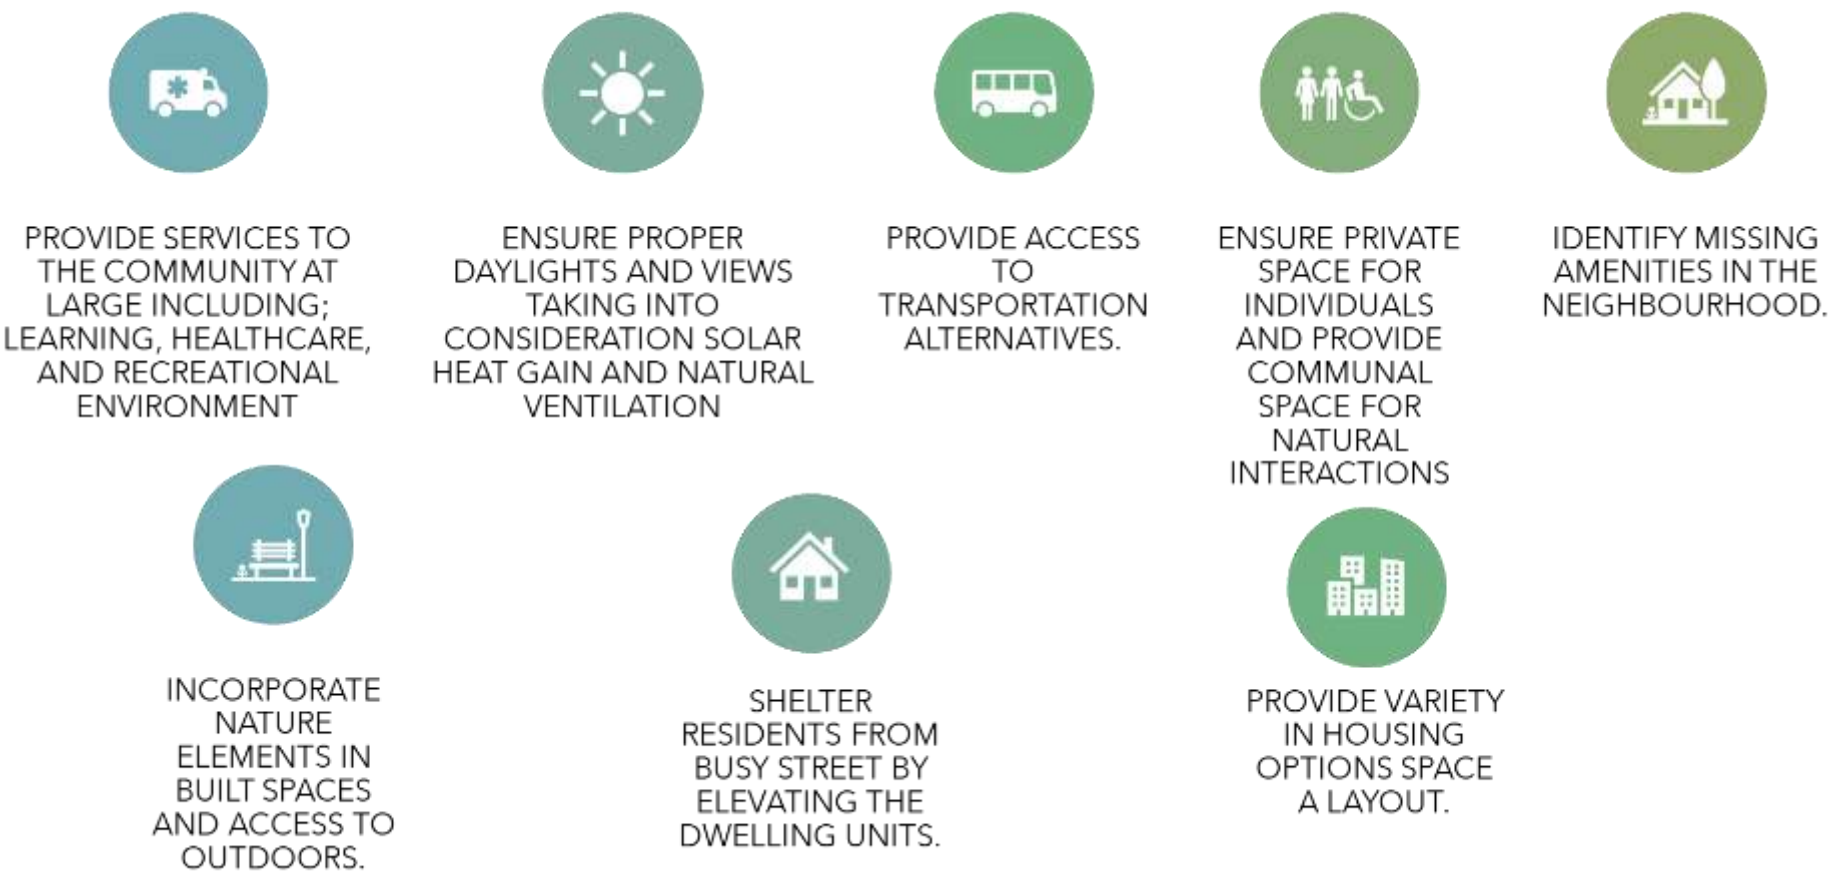 PROVIDE SERVICES TO
THE COMMUNITY AT
LARGE INCLUDING;
LEARNING, HEALTHCARE,
AND RECREATIONAL
ENVIRONMENT
ENSURE PROPER
DAYLIGHTS AND VIEWS
TAKING INTO
CONSIDERATION SOLAR
HEAT GAIN AND NATURAL
VENTILATION
PROVIDE ACCESS
TO
TRANSPORTATION
ALTERNATIVES.
ENSURE PRIVATE
SPACE FOR
INDIVIDUALS
AND PROVIDE
COMMUNAL
SPACE FOR
NATURAL
INTERACTIONS
IDENTIFY MISSING
AMENITIES IN THE
NEIGHBOURHOOD.
INCORPORATE
NATURE
ELEMENTS IN
BUILT SPACES
AND ACCESS TO
OUTDOORS.
SHELTER
RESIDENTS FROM
BUSY STREET BY
ELEVATING THE
DWELLING UNITS.
PROVIDE VARIETY
IN HOUSING
OPTIONS SPACE
A LAYOUT.